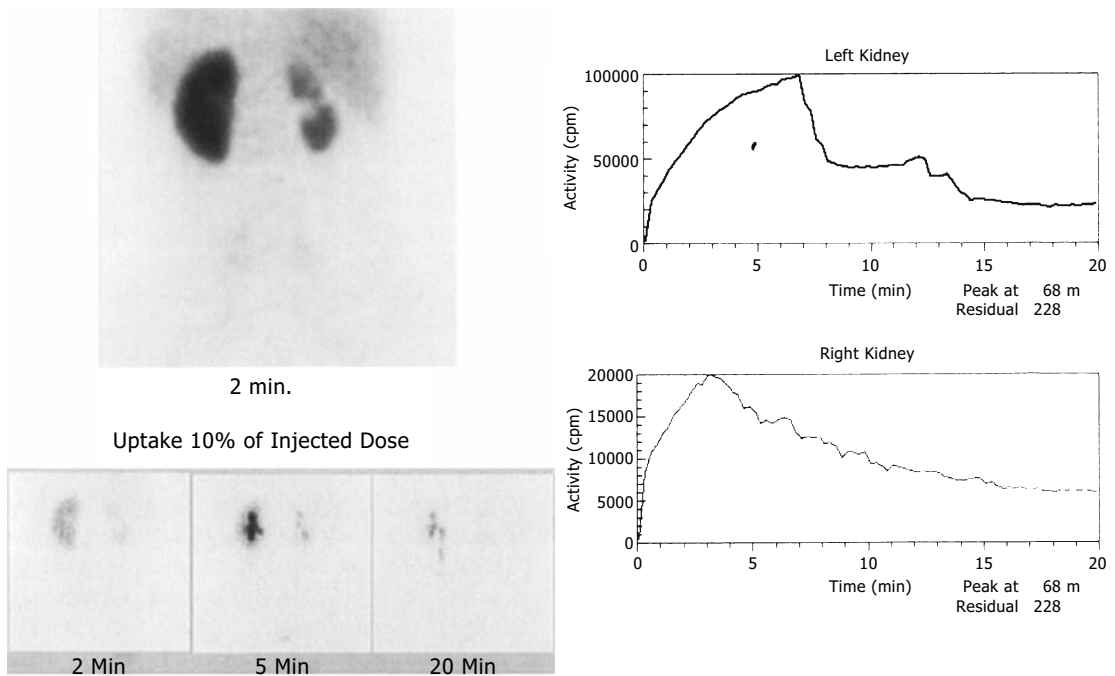 2 min.
Uptake 10% of Injected Dose
2 Min 5 Min 20 Min
Left Kidney
100000
50000
0
Activity (cpm)
0 5 10 15 20
Time (min)
Peak at 68 m
Residual 228
Right Kidney
20000
15000
10000
5000
0
Activity (cpm)
0 5 10 15 20
Time (min)
Peak at 68 m
Residual 228